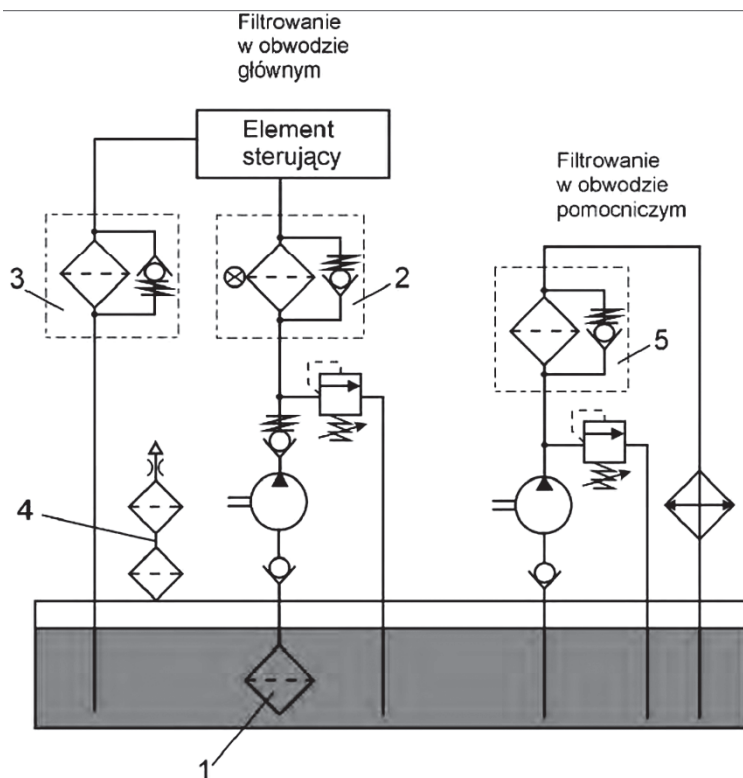 Filtrowanie
w obwodzie
głównym
Element
sterujący
Filtrowanie
w obwodzie
pomocniczym
3
2
5
4
1